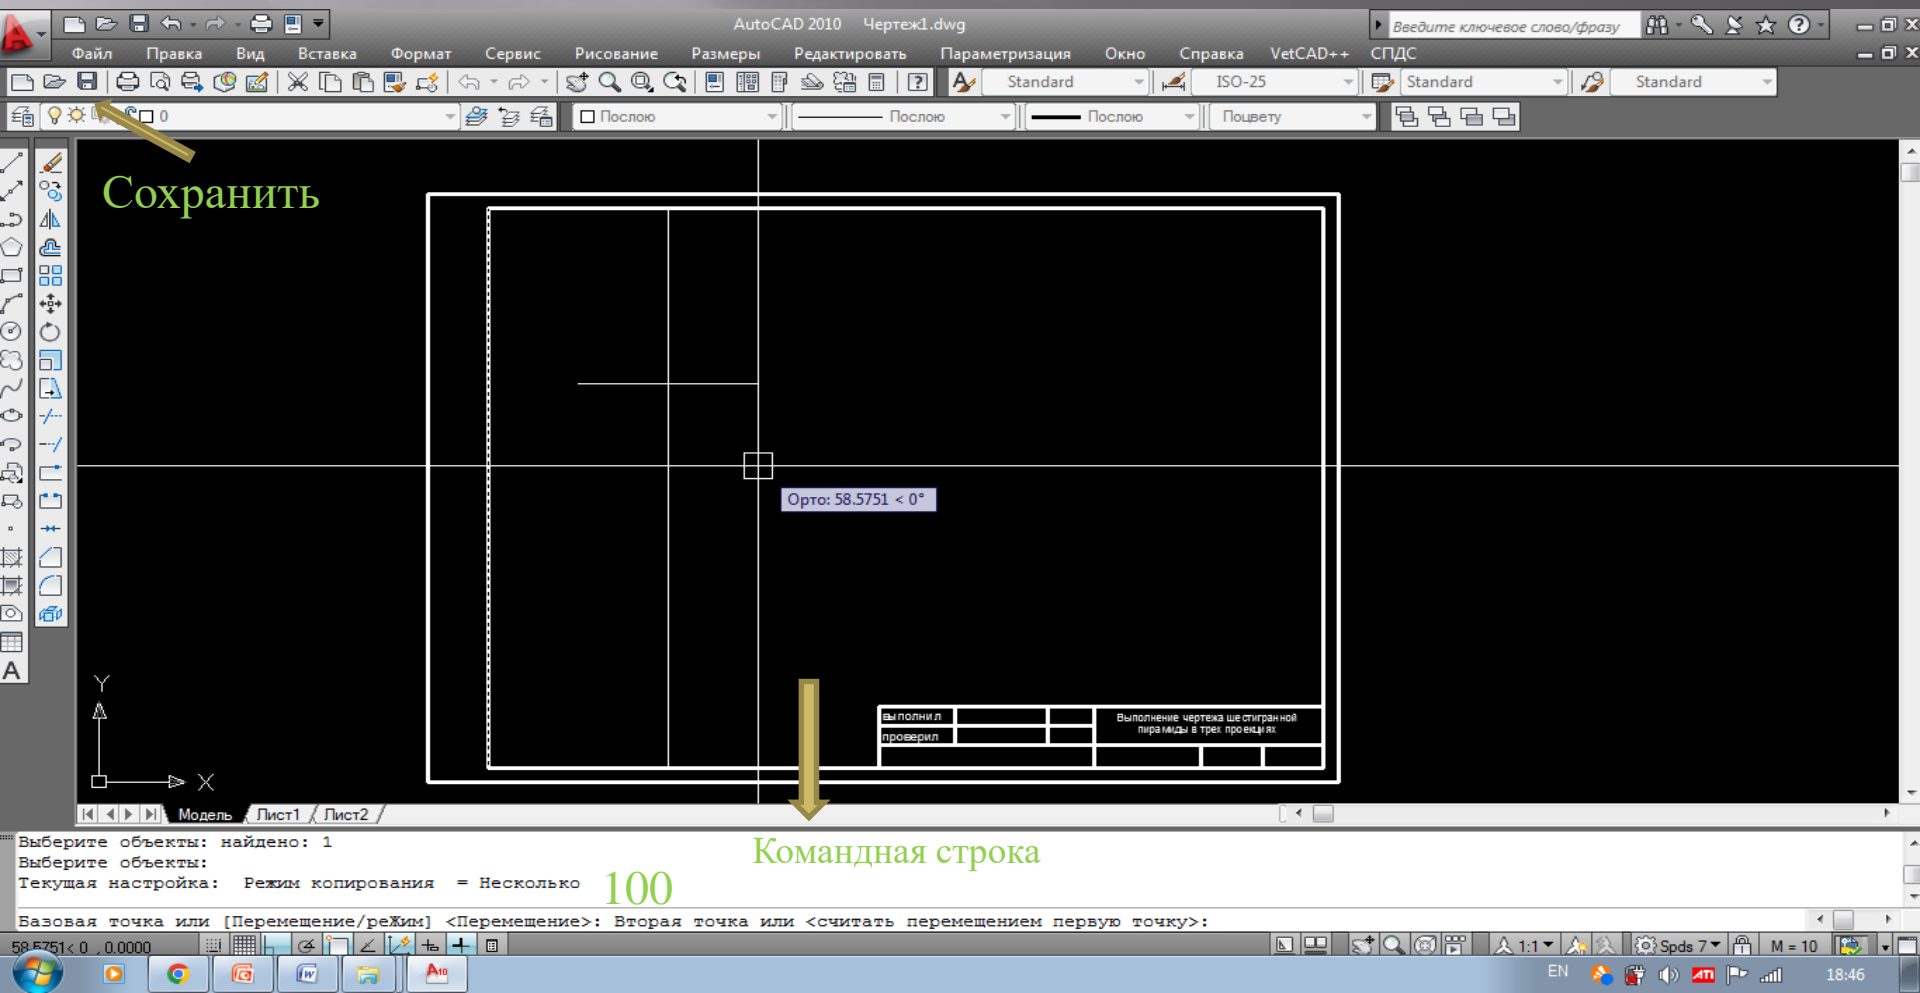 AutoCAD 2010 Чертеж1.dwg
Введите ключевое слово/фразу
Файл Правка Вид Вставка Формат Сервис Рисование Размеры Редактировать Параметризация Окно Справка VetCAD++ СПДС
Standard ISO-25 Standard Standard
0 Послою Послою Послою Поцвету
Сохранить
Орто: 58.5751 < 0°
Y
X
выполнил
проверил
Выполнение чертежа шестигранной
пирамиды в трех проекциях
Модель Лист1 Лист2
Выберите объекты: найдено: 1
Выберите объекты:
Текущая настройка: Режим копирования = Несколько
Командная строка
100
Базовая точка или [Перемещение/реЖим] <Перемещение>: Вторая точка или <считать перемещением первую точку>:
58.5751< 0 , 0.0000
1:1 Spds 7 M = 10
EN ATI 18:46